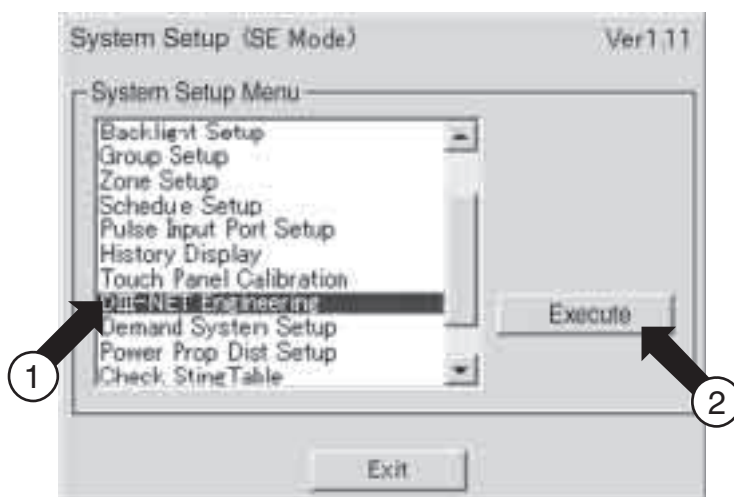 System Setup (SE Mode) Ver1.11
System Setup Menu
Backlight Setup
Group Setup
Zone Setup
Schedule Setup
Pulse Input Port Setup
History Display
Touch Panel Calibration
NET Engineering
Demand System Setup
Power Prop Dist Setup
Check StingTable
Execute
1
2
Exit